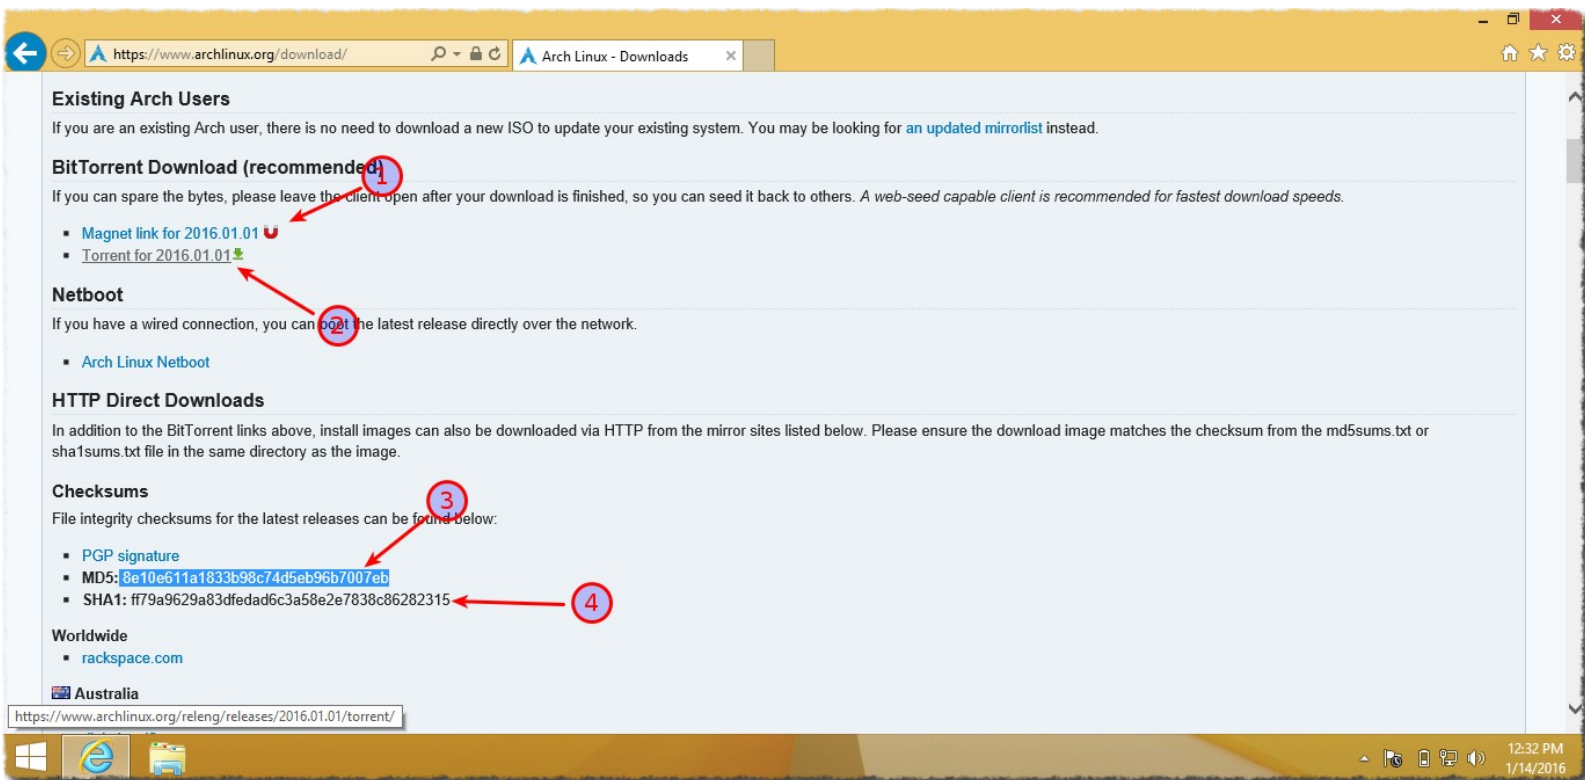 https://www.archlinux.org/download/
Arch Linux - Downloads
Existing Arch Users
If you are an existing Arch user, there is no need to download a new ISO to update your existing system. You may be looking for an updated mirrorlist instead.
BitTorrent Download (recommended)
1
If you can spare the bytes, please leave the client open after your download is finished, so you can seed it back to others. A web-seed capable client is recommended for fastest download speeds.
Magnet link for 2016.01.01
Torrent for 2016.01.01
Netboot
If you have a wired connection, you can boot the latest release directly over the network.
2
Arch Linux Netboot
HTTP Direct Downloads
In addition to the BitTorrent links above, install images can also be downloaded via HTTP from the mirror sites listed below. Please ensure the download image matches the checksum from the md5sums.txt or
sha1sums.txt file in the same directory as the image.
Checksums
3
File integrity checksums for the latest releases can be found below:
PGP signature
MD5: 8e10e611a1833b98c74d5eb96b7007eb
SHA1: ff79a9629a83dfedad6c3a58e2e7838c86282315
4
Worldwide
rackspace.com
Australia
https://www.archlinux.org/releng/releases/2016.01.01/torrent/
12:32 PM
1/14/2016